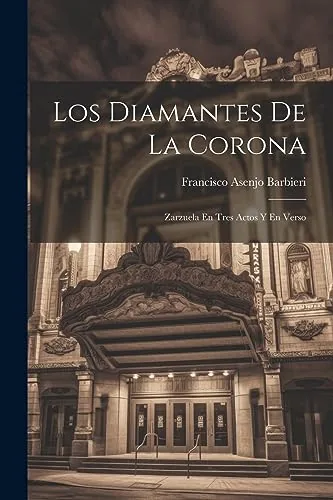 Los Diamantes De
La Corona
Francisco Asenjo Barbieri
Zarzuela En Tres Actos Y En Verso